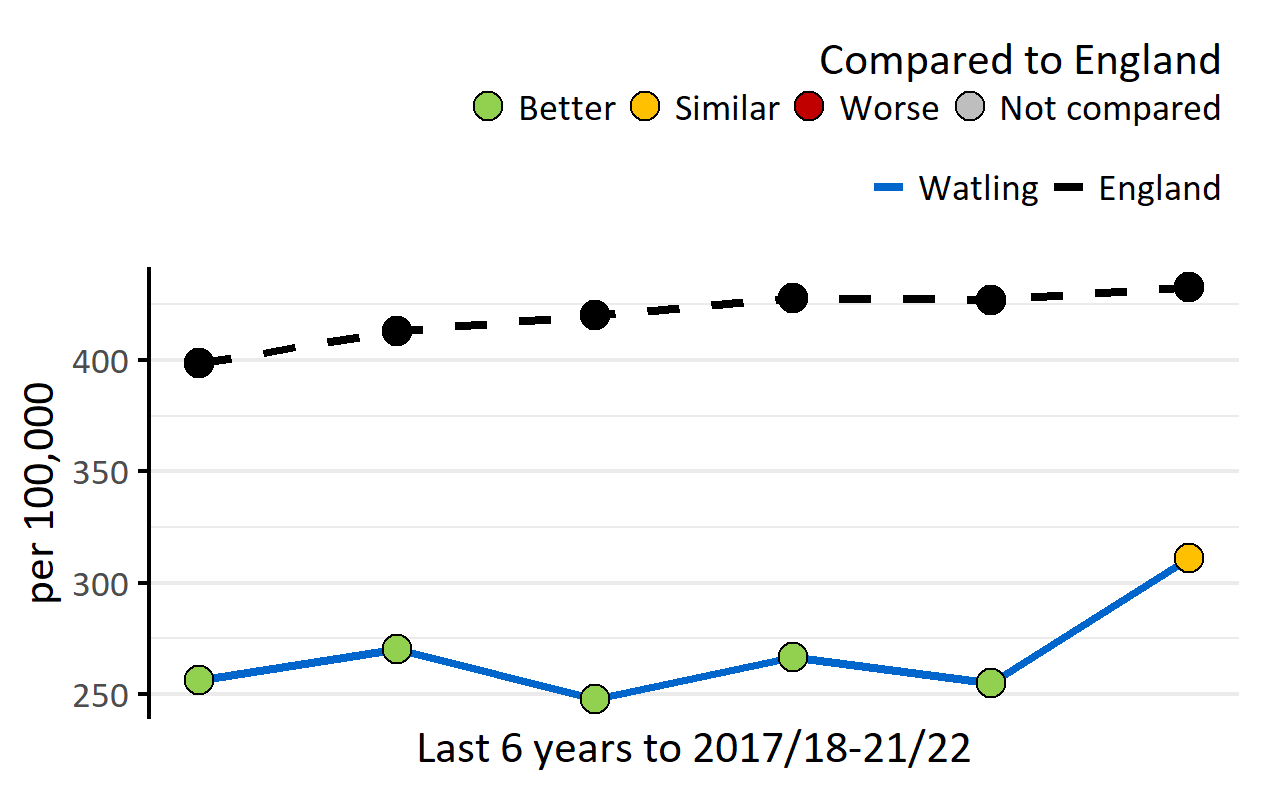 Compared to England
Better Similar Worse Not compared
Watling England
per 100,000
400
350
300
250
Last 6 years to 2017/18-21/22